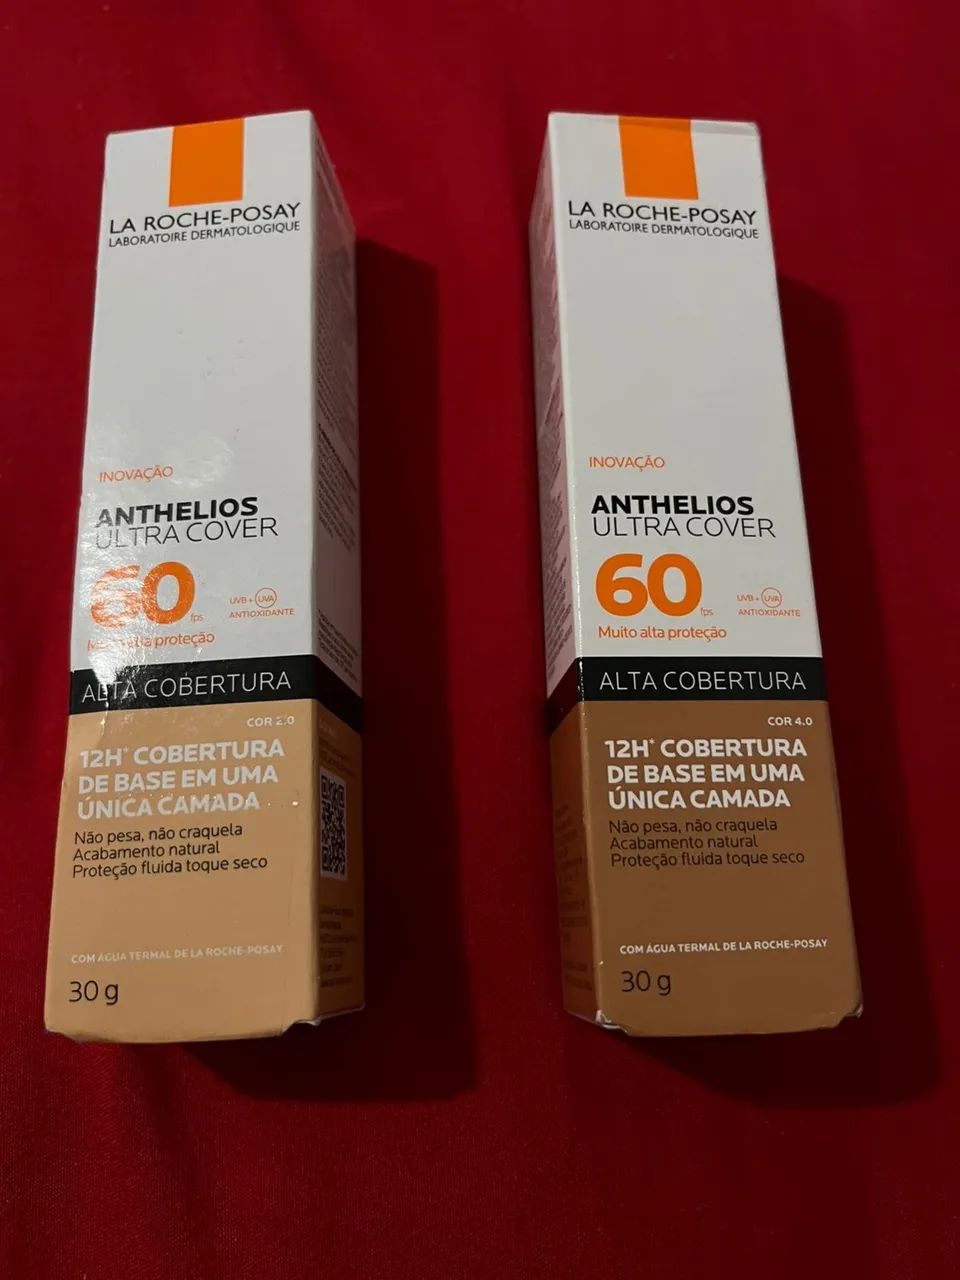 LA ROCHE-POSAY
LABORATOIRE DERMATOLOGIQUE
INOVAÇÃO
ANTHELIOS
ULTRA COVER
60 fps
UVB + UVA
ANTIOXIDANTE
Muito alta proteção
ALTA COBERTURA
COR 2.0
12H* COBERTURA
DE BASE EM UMA
ÚNICA CAMADA
Não pesa, não craquela
Acabamento natural
Proteção fluida toque seco
COM ÁGUA TERMAL DE LA ROCHE-POSAY
30 g
LA ROCHE-POSAY
LABORATOIRE DERMATOLOGIQUE
INOVAÇÃO
ANTHELIOS
ULTRA COVER
60 fps
UVB + UVA
ANTIOXIDANTE
Muito alta proteção
ALTA COBERTURA
COR 4.0
12H* COBERTURA
DE BASE EM UMA
ÚNICA CAMADA
Não pesa, não craquela
Acabamento natural
Proteção fluida toque seco
COM ÁGUA TERMAL DE LA ROCHE-POSAY
30 g